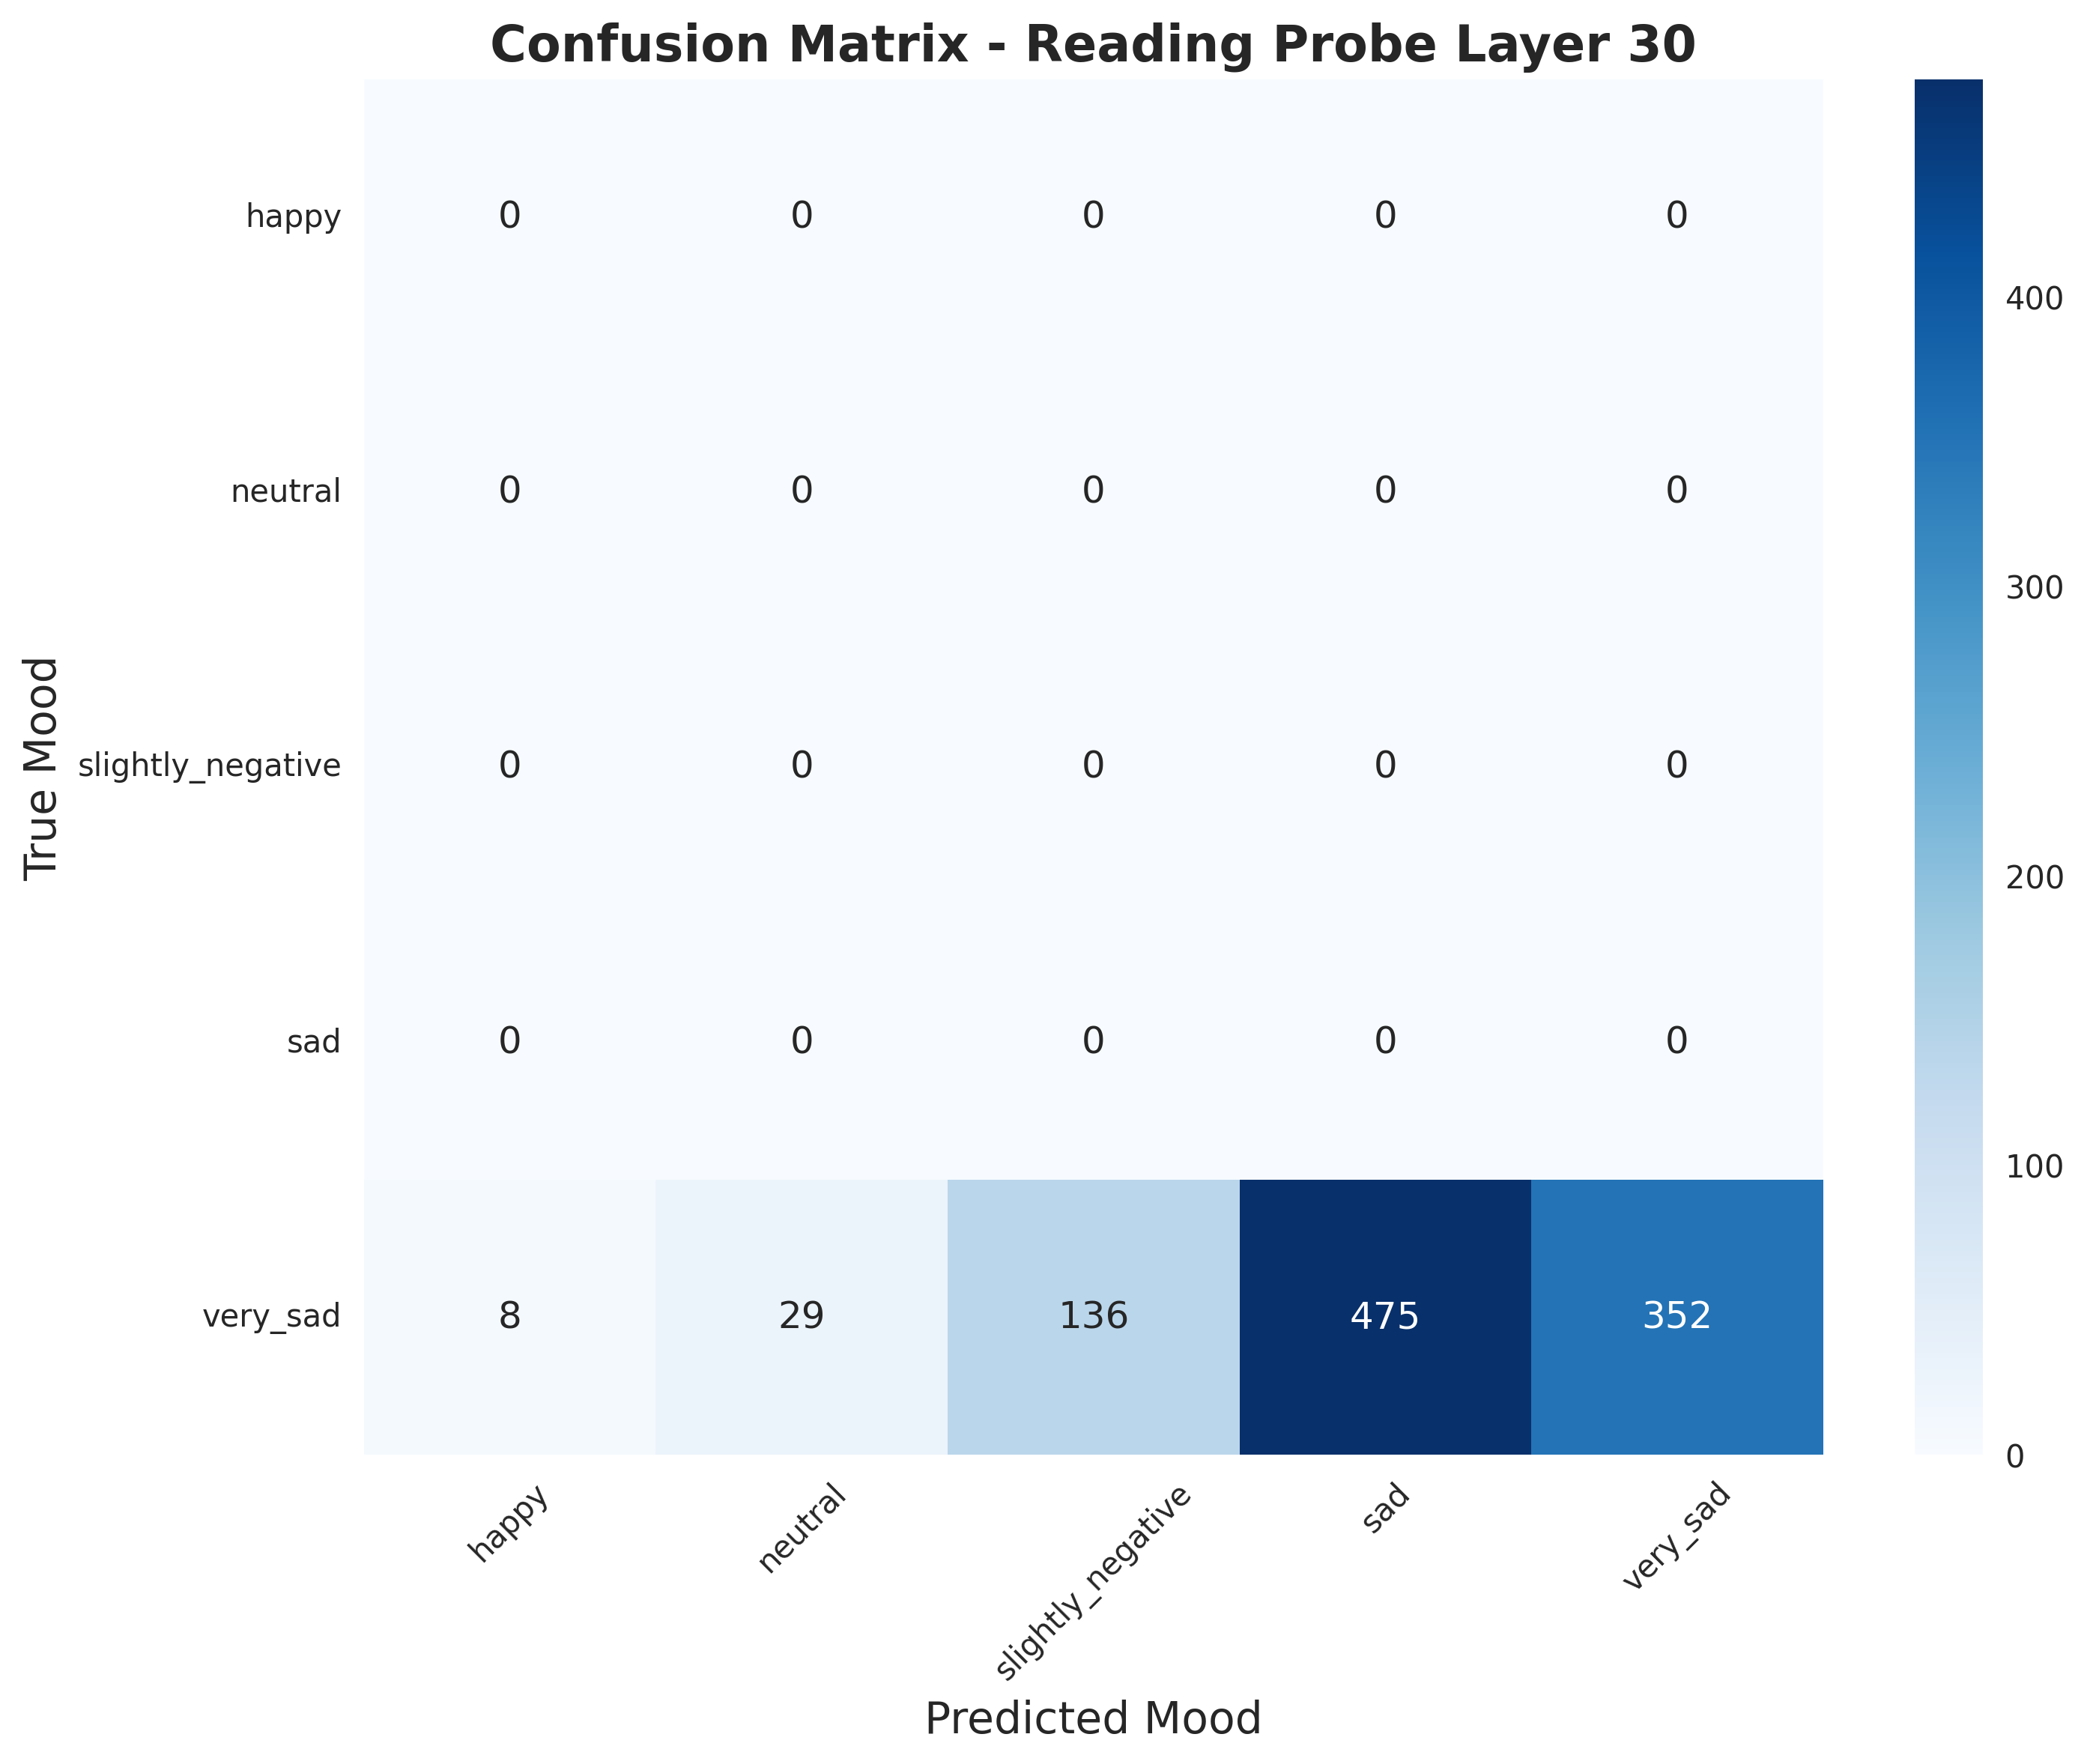 Confusion Matrix - Reading Probe Layer 30
True Mood
happy 0 0 0 0 0
neutral 0 0 0 0 0
slightly_negative 0 0 0 0 0
sad 0 0 0 0 0
very_sad 8 29 136 475 352
happy neutral slightly_negative sad very_sad
Predicted Mood
400
300
200
100
0